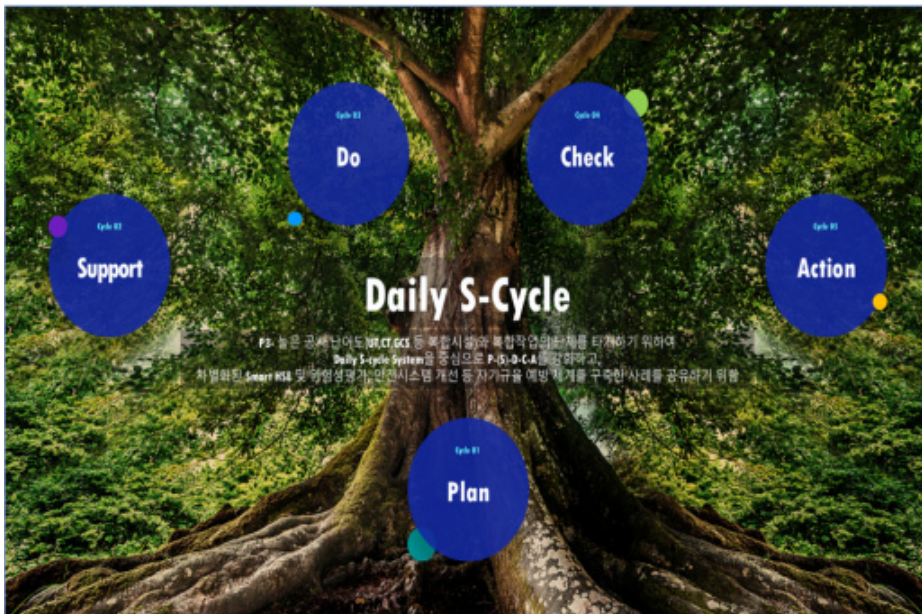 Cycle 03
Do
Cycle 04
Check
Cycle 02
Support
Cycle 05
Action
Daily S-Cycle
P3- 높은 공사 난이도(UT,CT,GCS 등 복합시설)와 복합작업의 난제를 타개하기 위하여
Daily S-cycle System을 중심으로 P-(S)-D-C-A를 강화하고,
차별화된 Smart HSE 및 위험성평가, 안전시스템 개선 등 자기규율 예방 체계를 구축한 사례를 공유하기 위함
Cycle 01
Plan